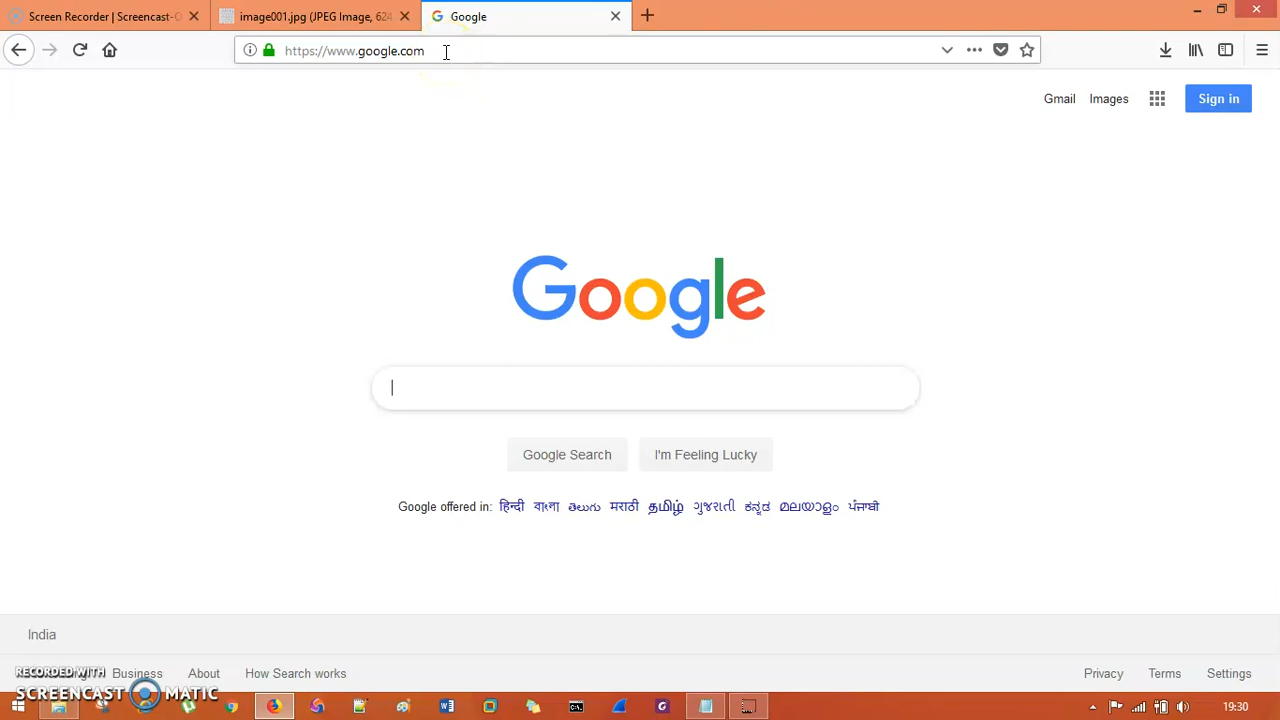 Screen Recorder | Screencast-O
image001.jpg (JPEG Image, 624
Google
https://www.google.com
Gmail
Images
Sign in
Google
Google Search
I'm Feeling Lucky
Google offered in: हिन्दी বাংলা తెలుగు मराठी தமிழ் ગુજરાતી ಕನ್ನಡ മലയാളം ਪੰਜਾਬੀ
India
Business
About
How Search works
Privacy
Terms
Settings
RECORDED WITH
SCREENCAST MATIC
19:30